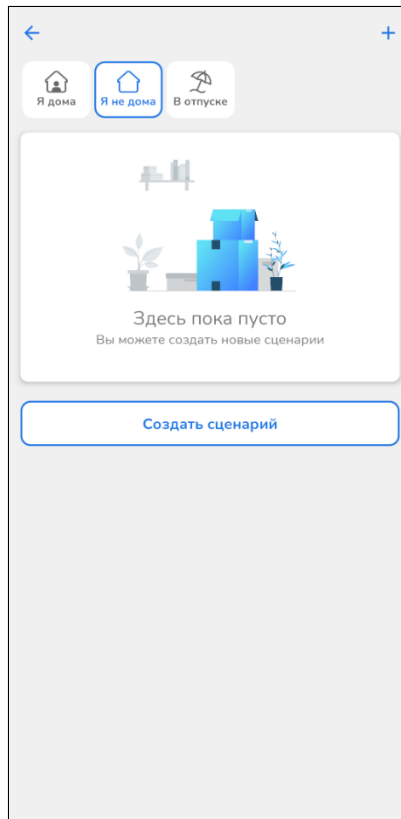 Я дома
Я не дома
В отпуске
Здесь пока пусто
Вы можете создать новые сценарии
Создать сценарий